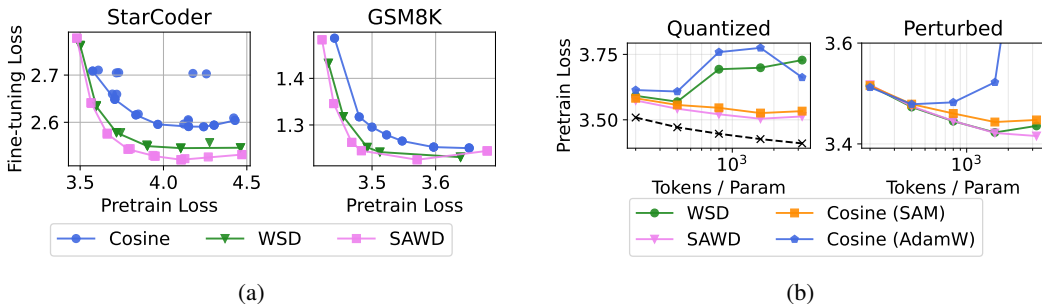 StarCoder
GSM8K
Fine-tuning Loss
2.7
2.6
3.5
4.0
4.5
Pretrain Loss
1.4
1.3
3.5
3.6
Pretrain Loss
Cosine
WSD
SAWD
(a)
Quantized
Perturbed
Pretrain Loss
3.75
3.50
10³
Tokens / Param
3.6
3.4
10³
Tokens / Param
WSD
Cosine (SAM)
SAWD
Cosine (AdamW)
(b)